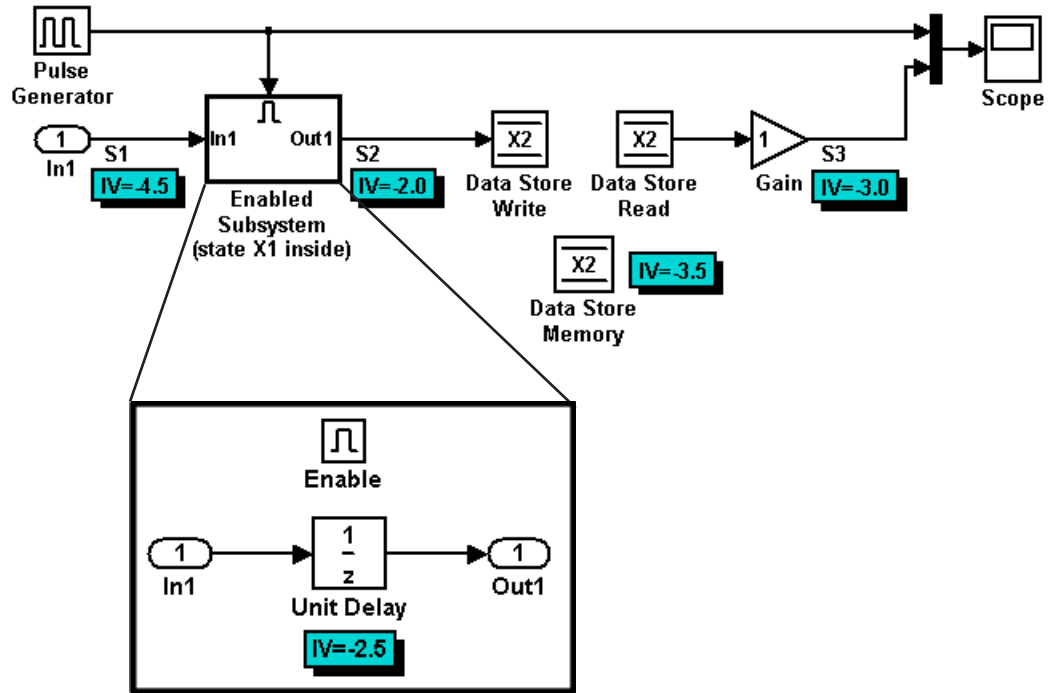 Pulse
Generator
1
In1
S1
IV=-4.5
In1
Out1
Enabled
Subsystem
(state X1 inside)
S2
IV=-2.0
X2
Data Store
Write
X2
Data Store
Read
1
Gain
S3
IV=-3.0
Scope
X2
Data Store
Memory
IV=-3.5
Enable
1
In1
1
z
Unit Delay
IV=-2.5
1
Out1